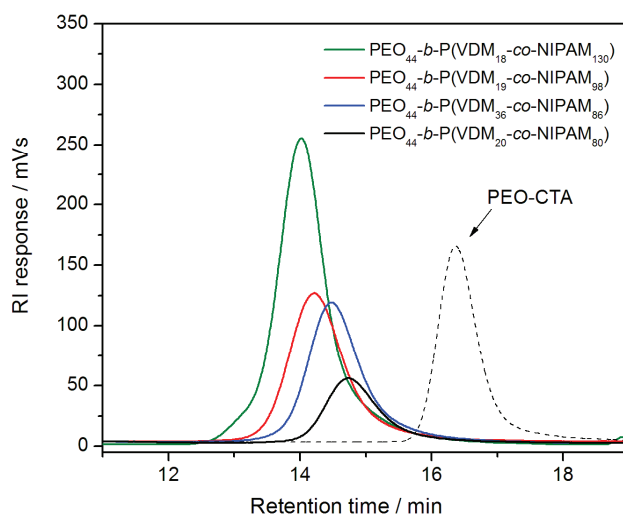 350
300
250
200
150
100
50
0
RI response / mVs
PEO₄₄-b-P(VDM₁₈-co-NIPAM₁₃₀)
PEO₄₄-b-P(VDM₁₉-co-NIPAM₉₈)
PEO₄₄-b-P(VDM₃₆-co-NIPAM₈₆)
PEO₄₄-b-P(VDM₂₀-co-NIPAM₈₀)
PEO-CTA
12 14 16 18
Retention time / min